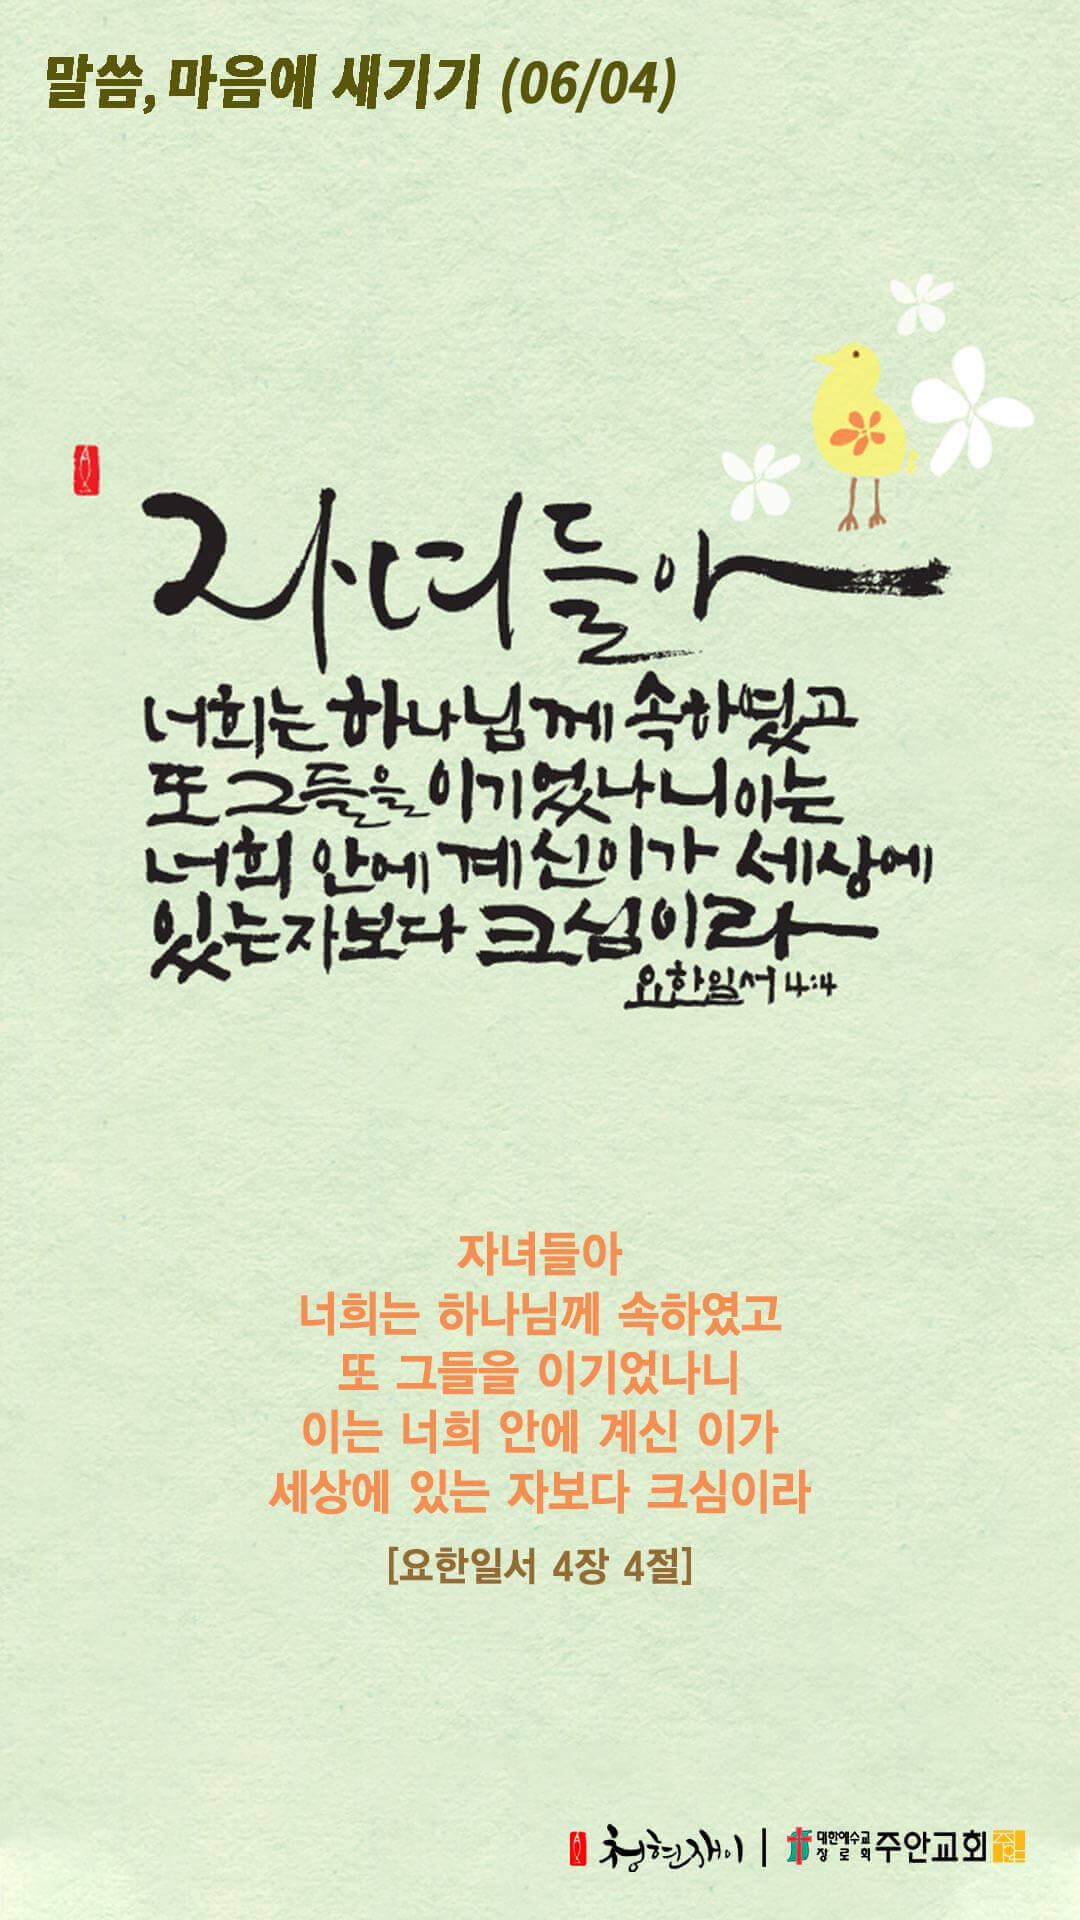 말씀, 마음에 새기기 (06/04)
자녀들아
너희는 하나님께 속하였고
또 그들을 이기었나니 이는
너희 안에 계신 이가 세상에
있는 자보다 크심이라
요한일서 4:4
자녀들아
너희는 하나님께 속하였고
또 그들을 이기었나니
이는 너희 안에 계신 이가
세상에 있는 자보다 크심이라
[요한일서 4장 4절]
청현재이 | 대한예수교 장로회 주안교회